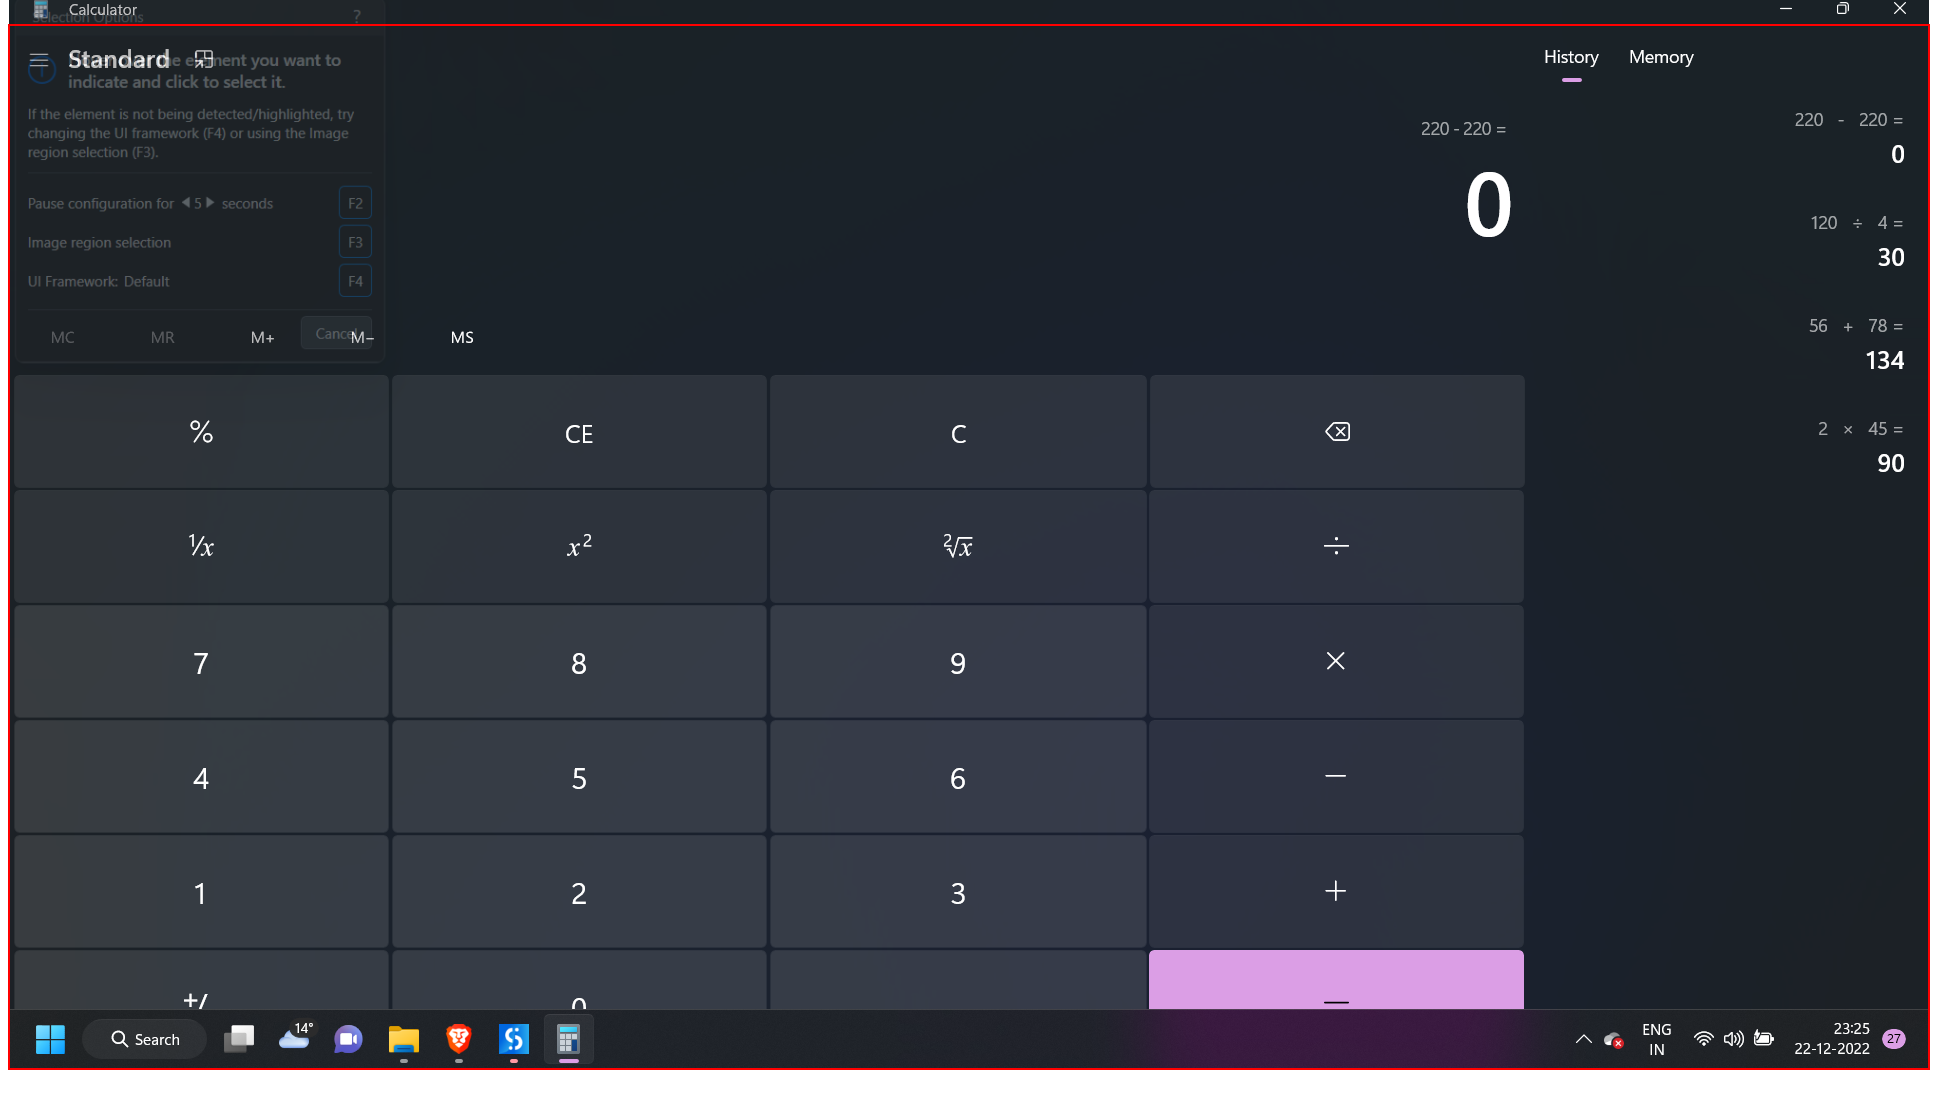 Calculator
Selection Options
?
Standard
element you want to
indicate and click to select it.
If the element is not being detected/highlighted, try
changing the UI framework (F4) or using the Image
region selection (F3).
Pause configuration for 5 seconds F2
Image region selection F3
UI Framework: Default F4
Cancel
MC MR M+ M− MS
History Memory
220 - 220 =
0
220 - 220 =
0
120 ÷ 4 =
30
56 + 78 =
134
2 × 45 =
90
% CE C
¹⁄x x² ²√x ÷
7 8 9 ×
4 5 6 −
1 2 3 +
+/ 0
14°
Search
ENG
IN
23:25
22-12-2022
27